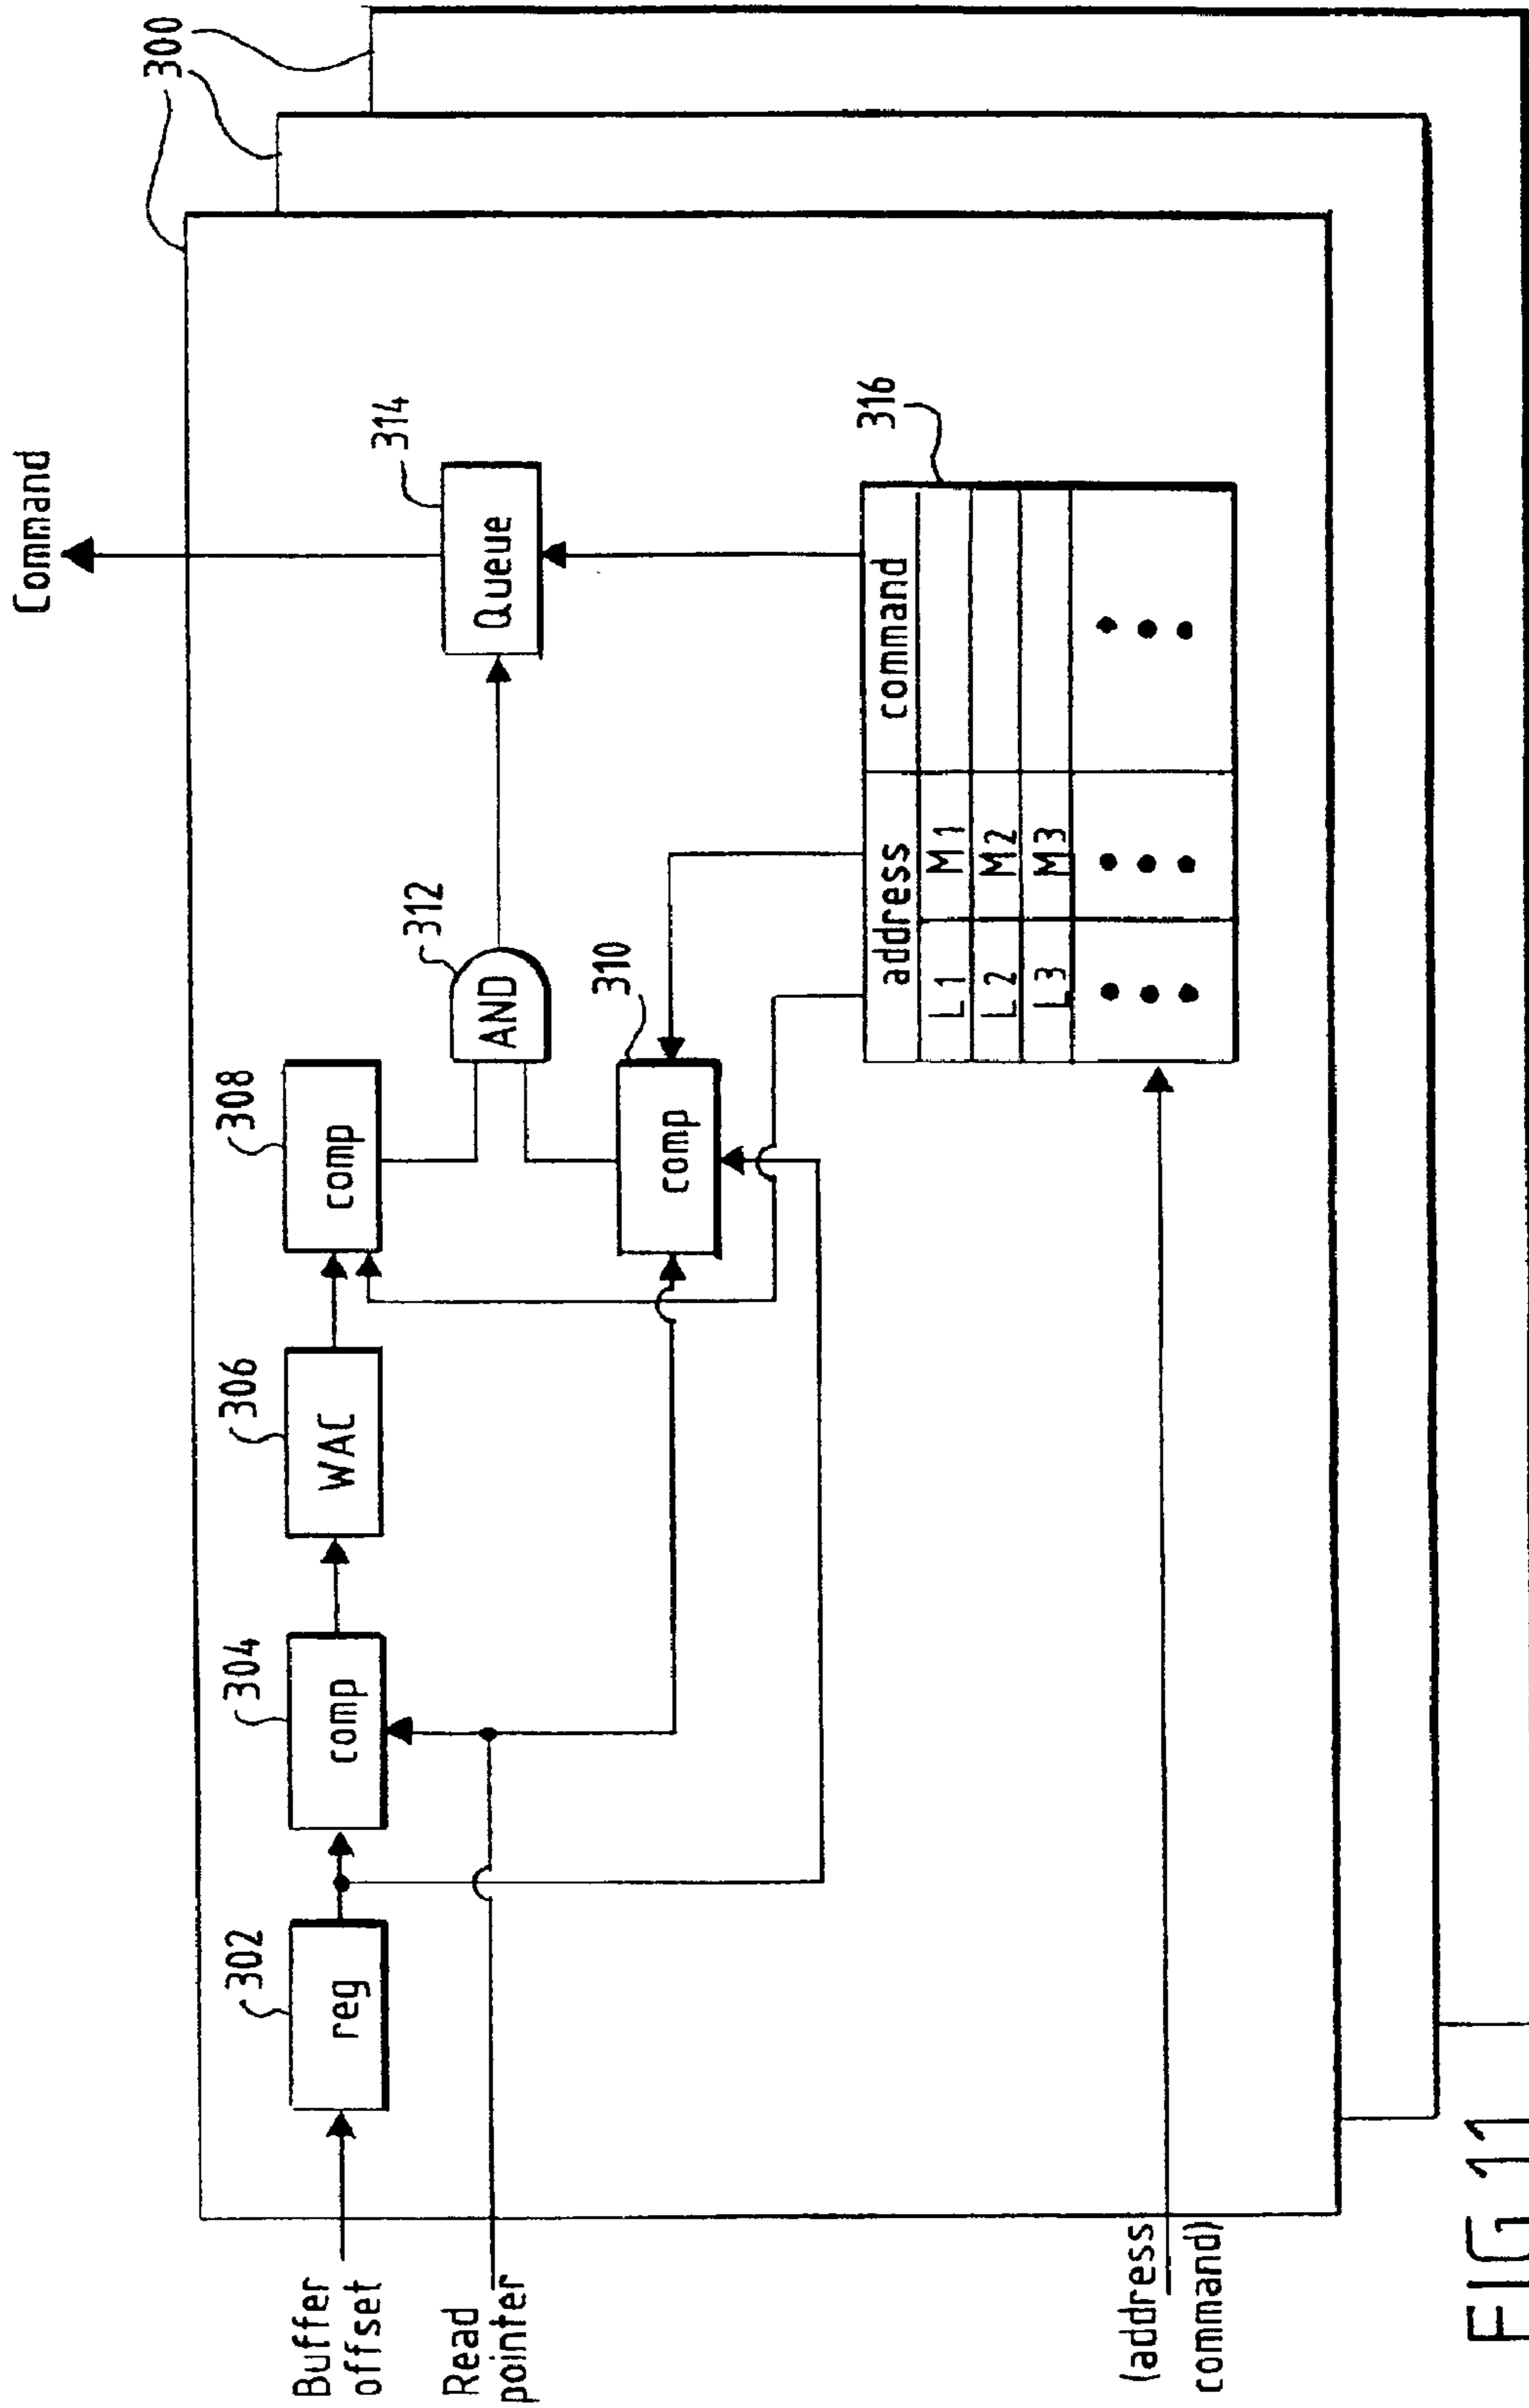 Command
300
302
304
306
308
312
314
Buffer
offset
reg
comp
WAC
comp
AND
Queue
Read
pointer
310
comp
316
address
command
L1
M1
L2
M2
L3
M3
(address
command)
FIG 11